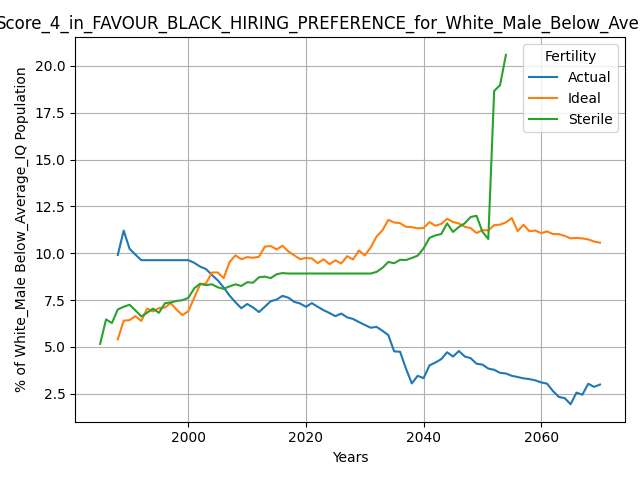 Score_4_in_FAVOUR_BLACK_HIRING_PREFERENCE_for_White_Male_Below_Ave
% of White_Male Below_Average_IQ Population
20.0
17.5
15.0
12.5
10.0
7.5
5.0
2.5
2000
2020
2040
2060
Years
Fertility
Actual
Ideal
Sterile